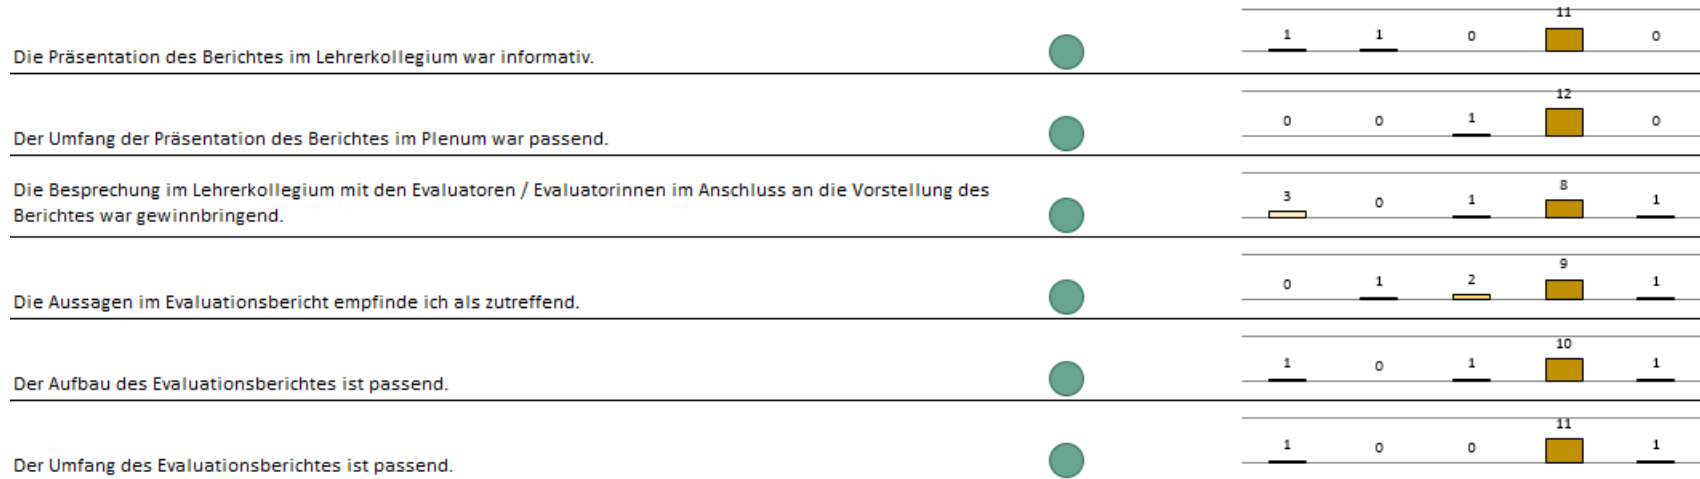 11
1 1 0 0
Die Präsentation des Berichtes im Lehrerkollegium war informativ.
12
0 0 1 0
Der Umfang der Präsentation des Berichtes im Plenum war passend.
Die Besprechung im Lehrerkollegium mit den Evaluatoren / Evaluatorinnen im Anschluss an die Vorstellung des
Berichtes war gewinnbringend.
3 0 1 8 1
Die Aussagen im Evaluationsbericht empfinde ich als zutreffend.
0 1 2 9 1
Der Aufbau des Evaluationsberichtes ist passend.
1 0 1 10 1
Der Umfang des Evaluationsberichtes ist passend.
1 0 0 11 1